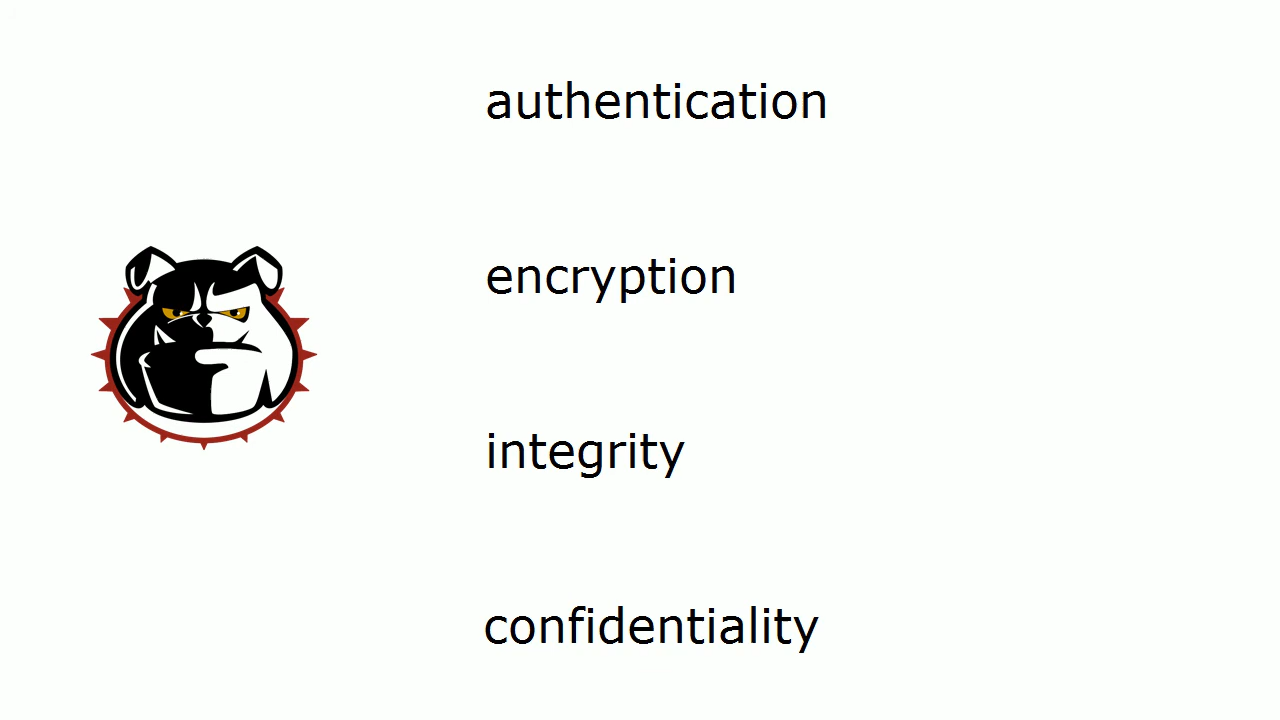 authentication
encryption
integrity
confidentiality